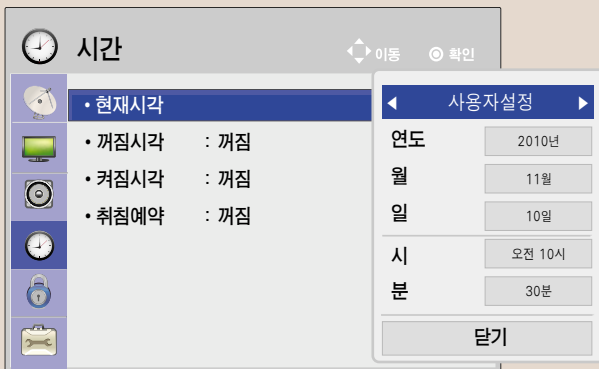 시간
이동 확인
• 현재시각
• 꺼짐시각 : 꺼짐
• 켜짐시각 : 꺼짐
• 취침예약 : 꺼짐
사용자설정
연도 2010년
월 11월
일 10일
시 오전 10시
분 30분
닫기